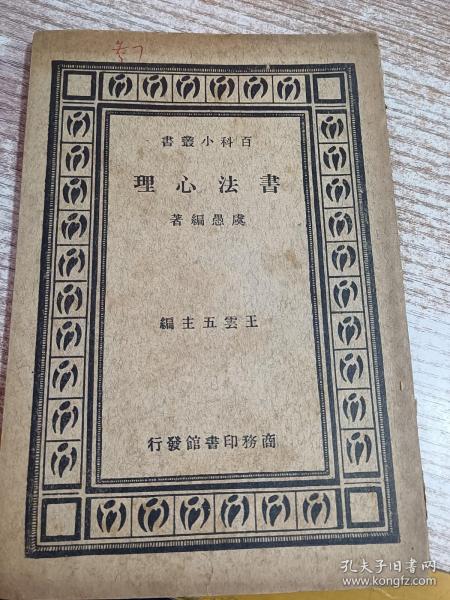 百科小叢書
書法心理
虞愚編著
王雲五主編
商務印書館發行
孔夫子旧书网
www.kongfz.com